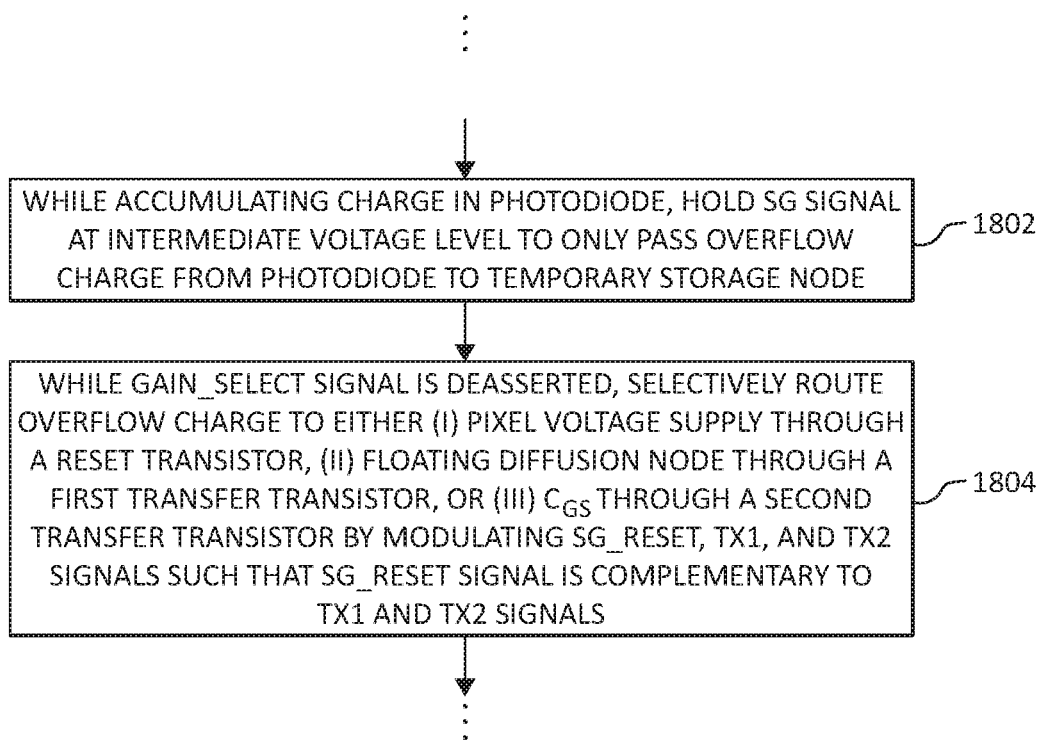 WHILE ACCUMULATING CHARGE IN PHOTODIODE, HOLD SG SIGNAL
AT INTERMEDIATE VOLTAGE LEVEL TO ONLY PASS OVERFLOW
CHARGE FROM PHOTODIODE TO TEMPORARY STORAGE NODE
1802
WHILE GAIN_SELECT SIGNAL IS DEASSERTED, SELECTIVELY ROUTE
OVERFLOW CHARGE TO EITHER (I) PIXEL VOLTAGE SUPPLY THROUGH
A RESET TRANSISTOR, (II) FLOATING DIFFUSION NODE THROUGH A
FIRST TRANSFER TRANSISTOR, OR (III) CGS THROUGH A SECOND
TRANSFER TRANSISTOR BY MODULATING SG_RESET, TX1, AND TX2
SIGNALS SUCH THAT SG_RESET SIGNAL IS COMPLEMENTARY TO
TX1 AND TX2 SIGNALS
1804